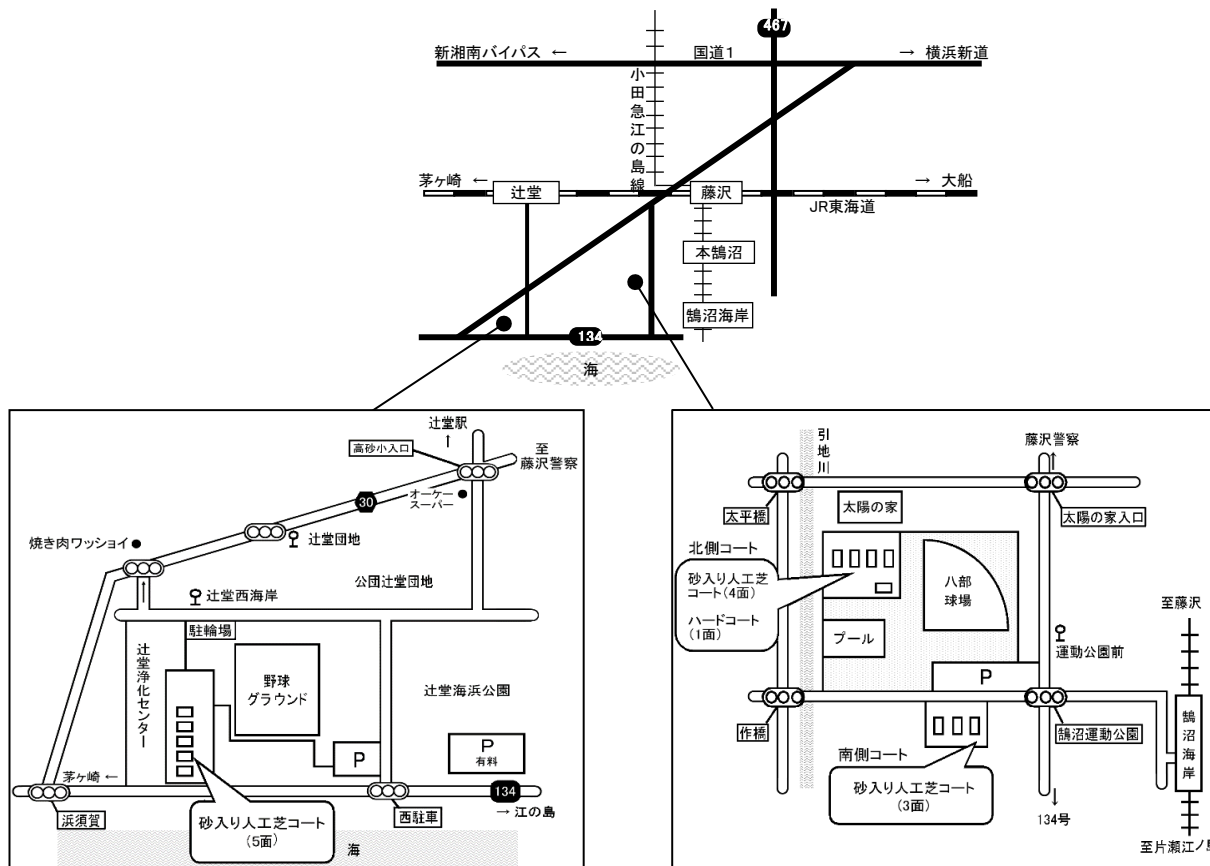 467
新湘南バイパス ←
国道1
→ 横浜新道
小田急江の島線
茅ヶ崎 ←
辻堂
藤沢
→ 大船
JR東海道
本鵠沼
鵠沼海岸
134
海
辻堂駅
↑
高砂小入口
至
藤沢警察
オーケー
スーパー
30
辻堂団地
焼き肉ワッショイ
公団辻堂団地
辻堂西海岸
駐輪場
辻堂浄化センター
野球
グラウンド
辻堂海浜公園
P
P
有料
茅ヶ崎 ←
134
→ 江の島
浜須賀
西駐車
砂入り人工芝コート
(5面)
海
引地川
藤沢警察
↑
太平橋
太陽の家
太陽の家入口
北側コート
砂入り人工芝
コート(4面)
ハードコート
(1面)
八部
球場
プール
至藤沢
運動公園前
P
作橋
鵠沼運動公園
鵠沼海岸
南側コート
砂入り人工芝コート
(3面)
↓
134号
至片瀬江ノ島